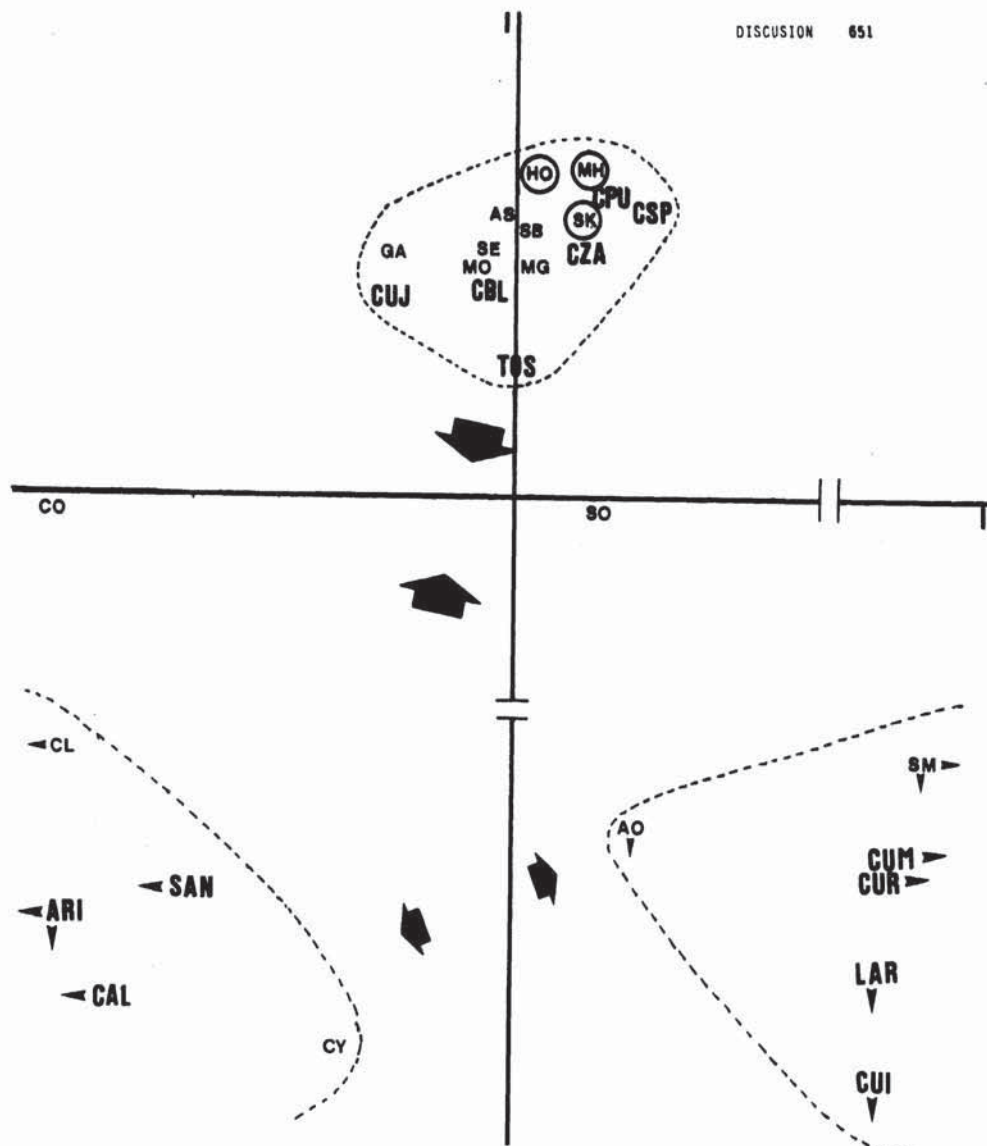 I
DISCUSION 651
HO MH
CPU
AS SK CSP
SB
GA SE CZA
MO MG
CUJ CBL
TOS
CO SO
I
CL SM
AO
CUM
SAN CUR
ARI
LAR
CAL
CY
CUI